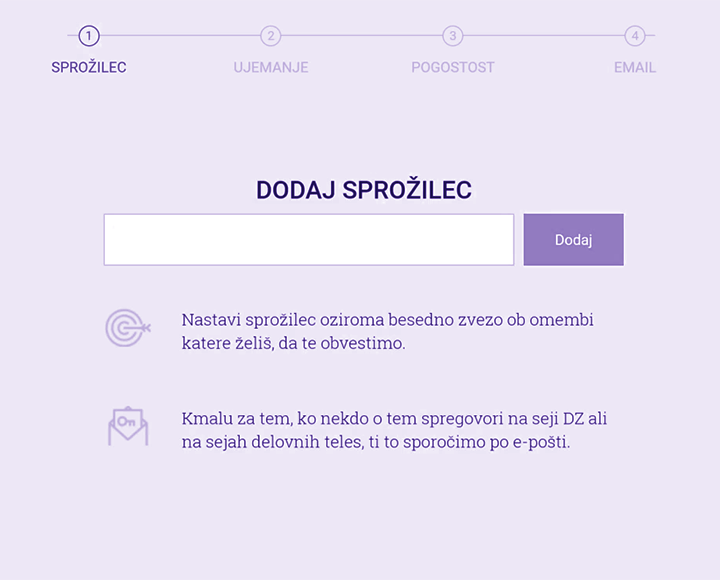 1 2 3 4
SPROŽILEC UJEMANJE POGOSTOST EMAIL
DODAJ SPROŽILEC
Dodaj
Nastavi sprožilec oziroma besedno zvezo ob omembi
katere želiš, da te obvestimo.
Kmalu za tem, ko nekdo o tem spregovori na seji DZ ali
na sejah delovnih teles, ti to sporočimo po e-pošti.